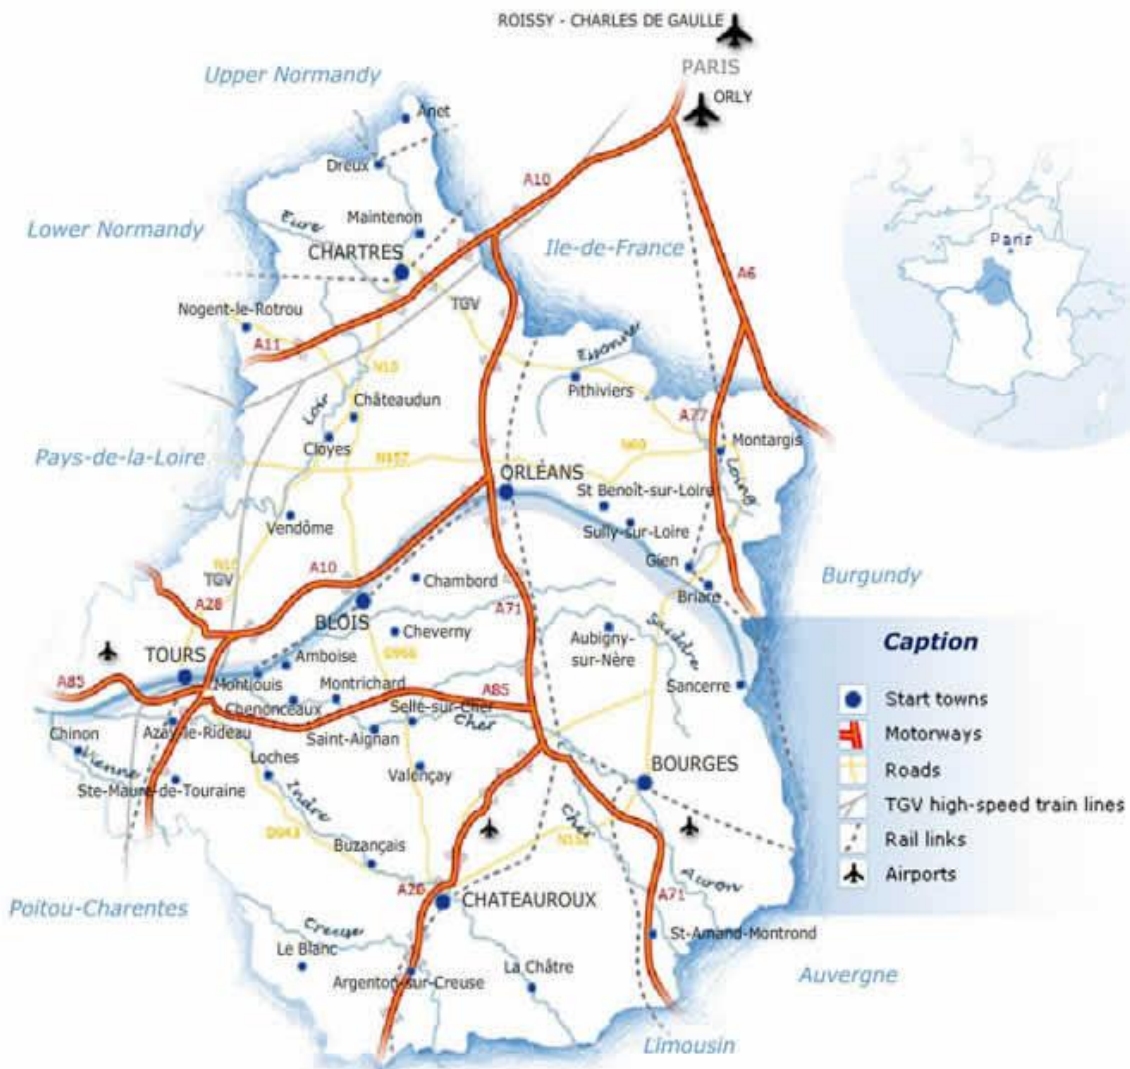 ROISSY - CHARLES DE GAULLE
PARIS
ORLY
Upper Normandy
Anet
Dreux
A10
Lower Normandy
Eure
Maintenon
Ile-de-France
Paris
CHARTRES
A6
Nogent-le-Rotrou
TGV
A11
Essonne
N10
Pithiviers
Châteaudun
Loir
A77
Cloyes
Montargis
Pays-de-la-Loire
N157
N60
ORLÉANS
Loing
St Benoît-sur-Loire
Vendôme
Sully-sur-Loire
Gien
N10
TGV
A10
Chambord
Burgundy
Briare
A28
A71
BLOIS
Cheverny
Aubigny-
sur-Nère
Sauldre
Caption
TOURS
Amboise
D956
A85
Montlouis
Montrichard
A85
Sancerre
Start towns
Chenonceaux
Selle-sur-Cher
Cher
Chinon
Azay-le-Rideau
Saint-Aignan
Motorways
Vienne
Loches
Valençay
BOURGES
Roads
Ste-Maure-de-Touraine
Indre
Cher
TGV high-speed train lines
D943
Buzançais
Rail links
Auron
Airports
A20
CHATEAUROUX
A71
Poitou-Charentes
Creuse
St-Amand-Montrond
Le Blanc
La Châtre
Argenton-sur-Creuse
Auvergne
Limousin